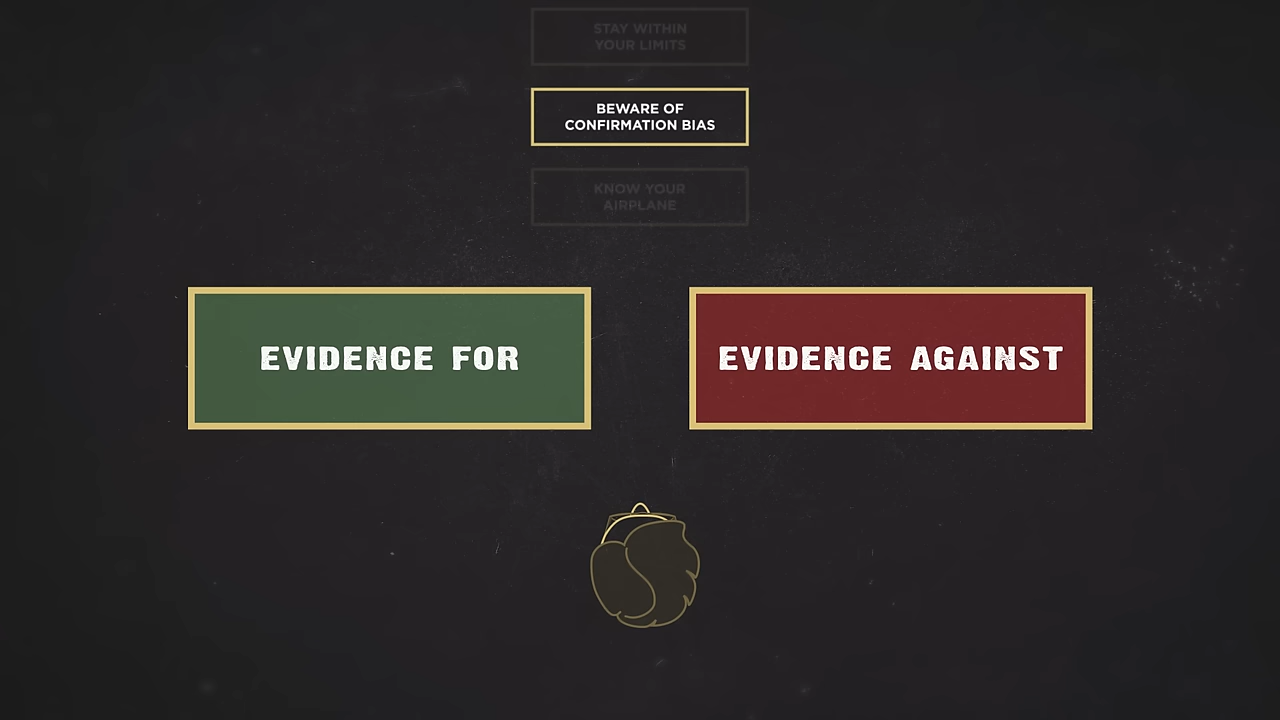 STAY WITHIN
YOUR LIMITS
BEWARE OF
CONFIRMATION BIAS
KNOW YOUR
AIRPLANE
EVIDENCE FOR
EVIDENCE AGAINST